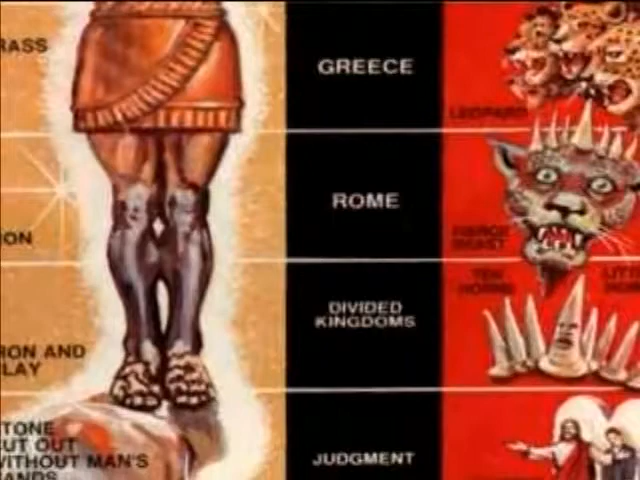 RASS
GREECE
LEOPARD
ROME
ON
FIERCE
BEAST
TEN
HORNS
DIVIDED
KINGDOMS
RON AND
LAY
TONE
UT OUT
WITHOUT MAN'S
ANDS
JUDGMENT